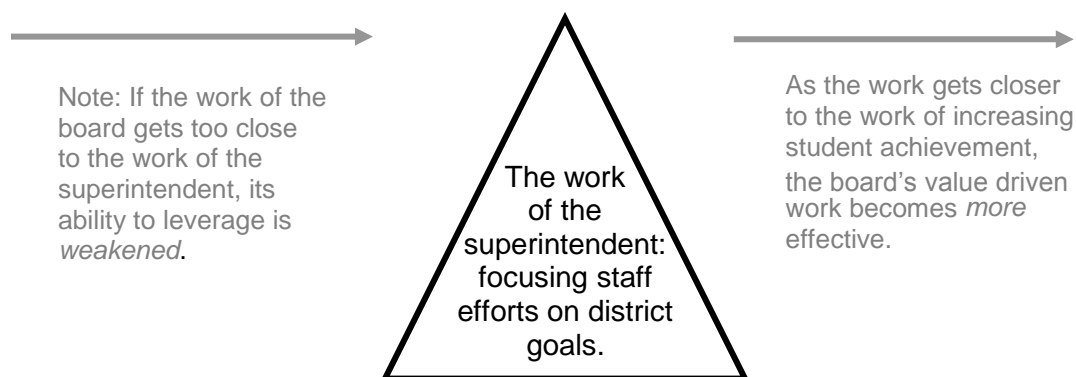 Note: If the work of the
board gets too close
to the work of the
superintendent, its
ability to leverage is
weakened.
The work
of the
superintendent:
focusing staff
efforts on district
goals.
As the work gets closer
to the work of increasing
student achievement,
the board’s value driven
work becomes more
effective.